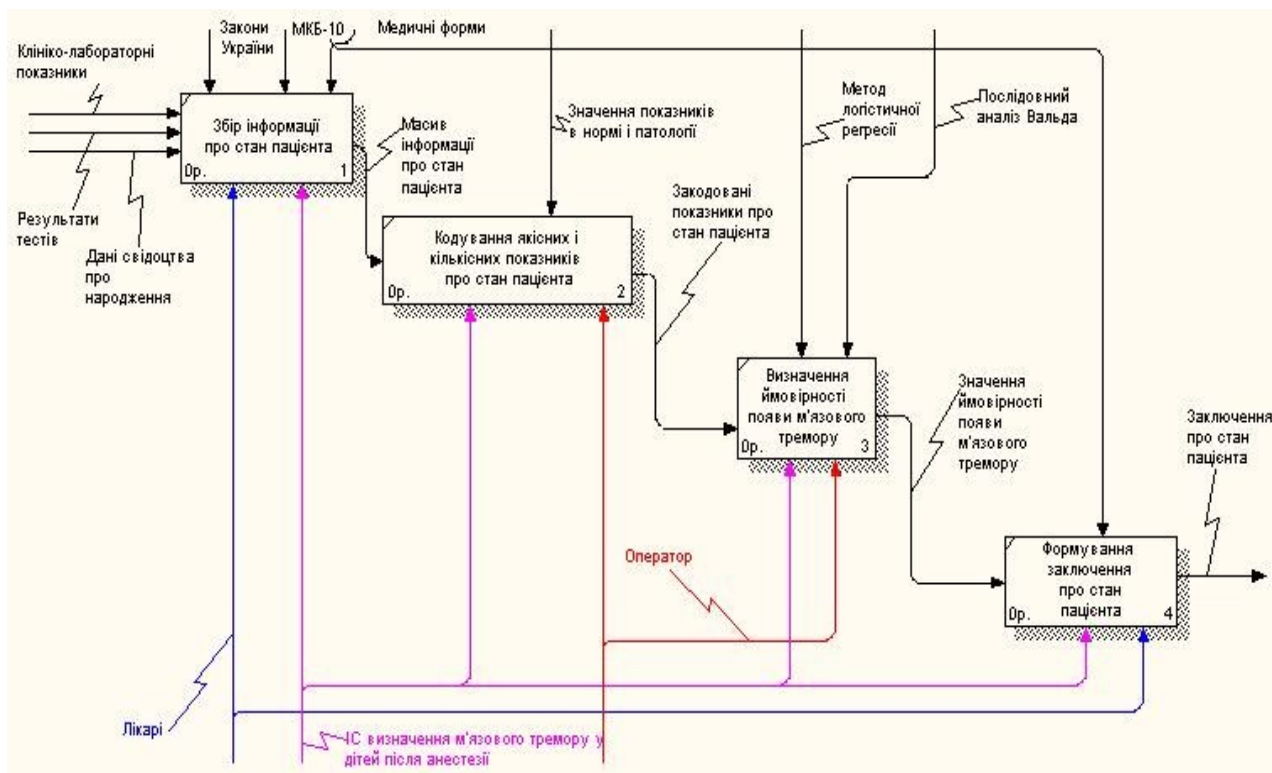 Закони
України
МКБ-10
Медичні форми
Клініко-лабораторні
показники
Збір інформації
про стан пацієнта
0р.
1
Масив
інформації
про стан
пацієнта
Значення показників
в нормі і патології
Метод
логістичної
регресії
Послідовний
аналіз Вальда
Результати
тестів
Дані свідоцтва
про
народження
Кодування якісних і
кількісних показників
про стан пацієнта
0р.
2
Закодовані
показники про
стан пацієнта
Визначення
ймовірності
появи м'язового
тремору
0р.
3
Значення
ймовірності
появи
м'язового
тремору
Заключення
про стан
пацієнта
Формування
заключення
про стан
пацієнта
0р.
4
Оператор
Лікарі
ІС визначення м'язового тремору у
дітей після анестезії